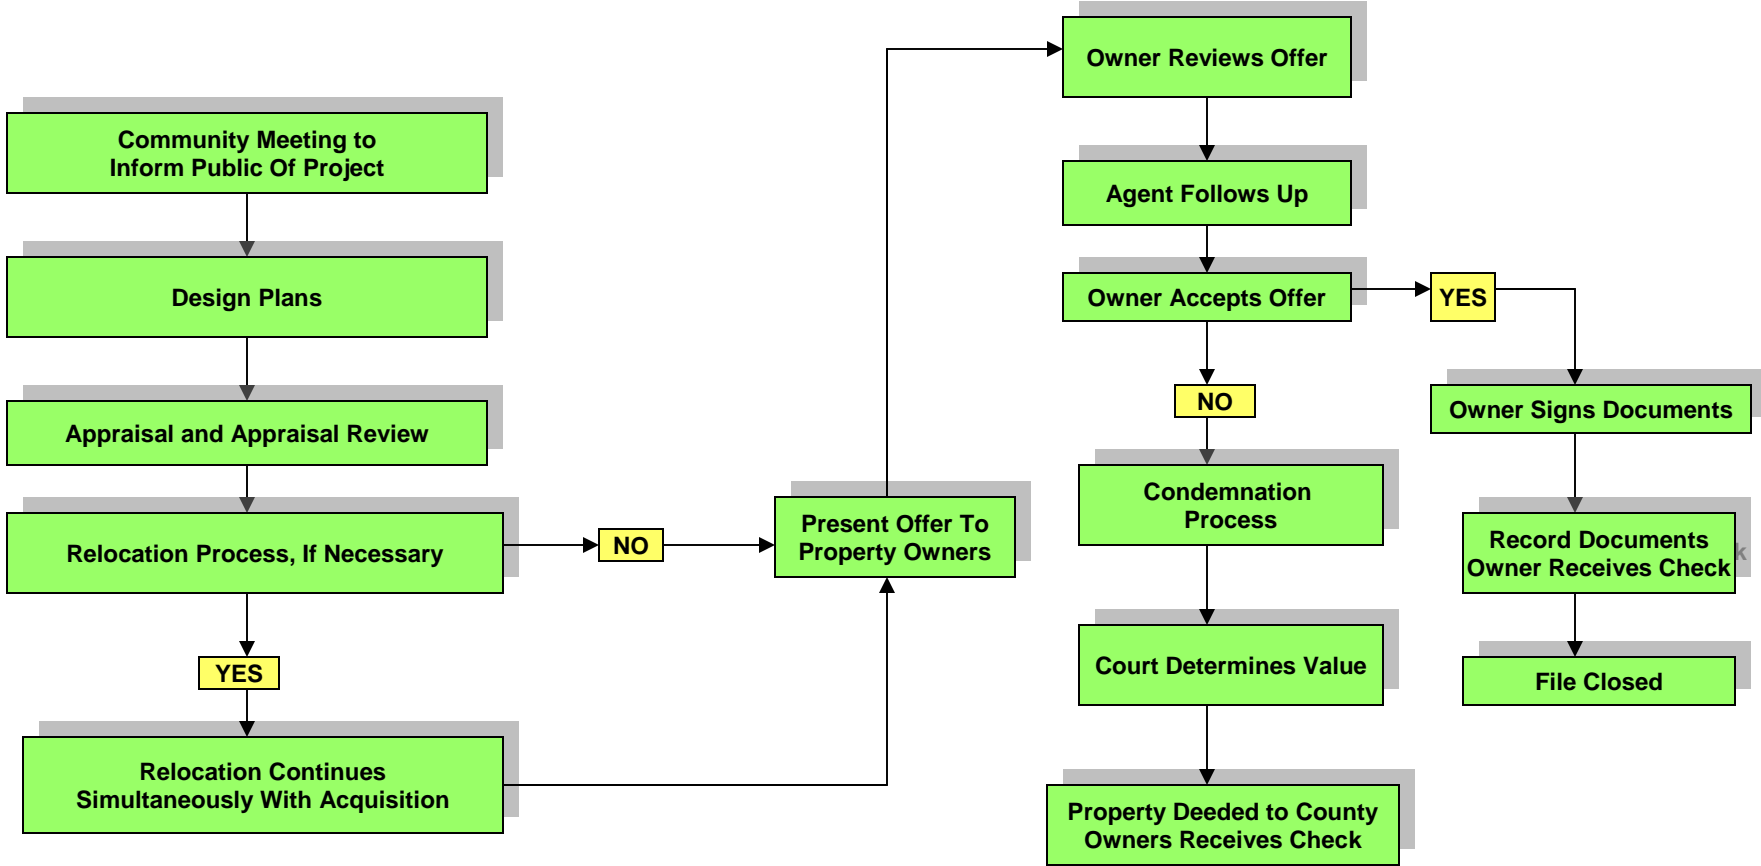 Community Meeting to
Inform Public Of Project
Design Plans
Appraisal and Appraisal Review
Relocation Process, If Necessary
NO
YES
Relocation Continues
Simultaneously With Acquisition
Present Offer To
Property Owners
Owner Reviews Offer
Agent Follows Up
Owner Accepts Offer
YES
NO
Condemnation
Process
Court Determines Value
Property Deeded to County
Owners Receives Check
Owner Signs Documents
Record Documents
Owner Receives Check
File Closed